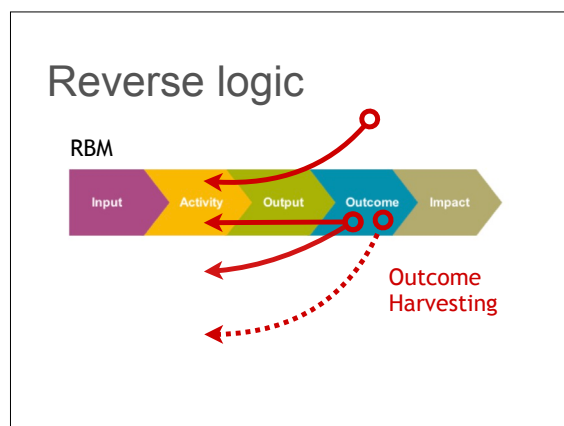 Reverse logic
RBM
Input
Activity
Output
Outcome
Impact
Outcome
Harvesting